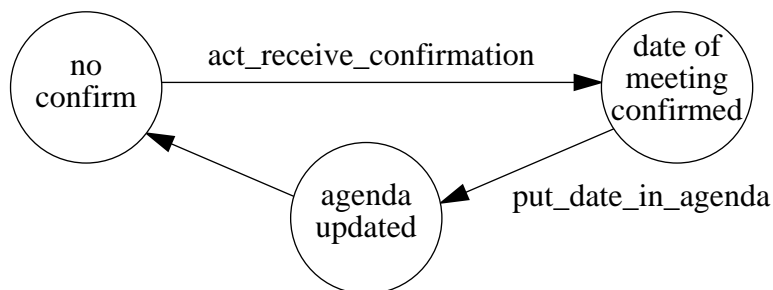 no
confirm
act_receive_confirmation
date of
meeting
confirmed
agenda
updated
put_date_in_agenda